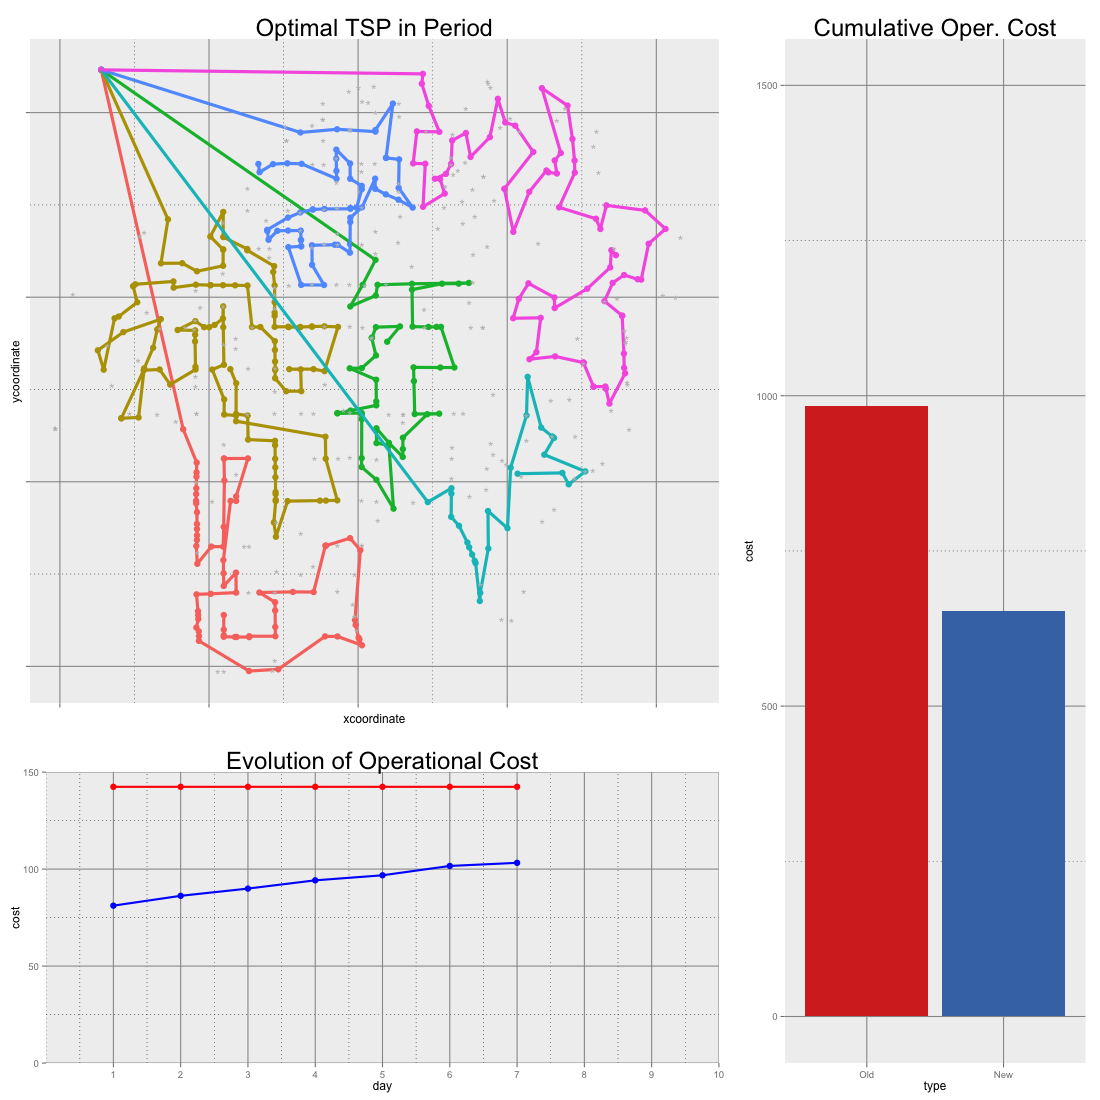 Optimal TSP in Period
ycoordinate
xcoordinate
Evolution of Operational Cost
150
100
50
0
cost
1 2 3 4 5 6 7 8 9 10
day
Cumulative Oper. Cost
1500
1000
500
0
cost
Old New
type